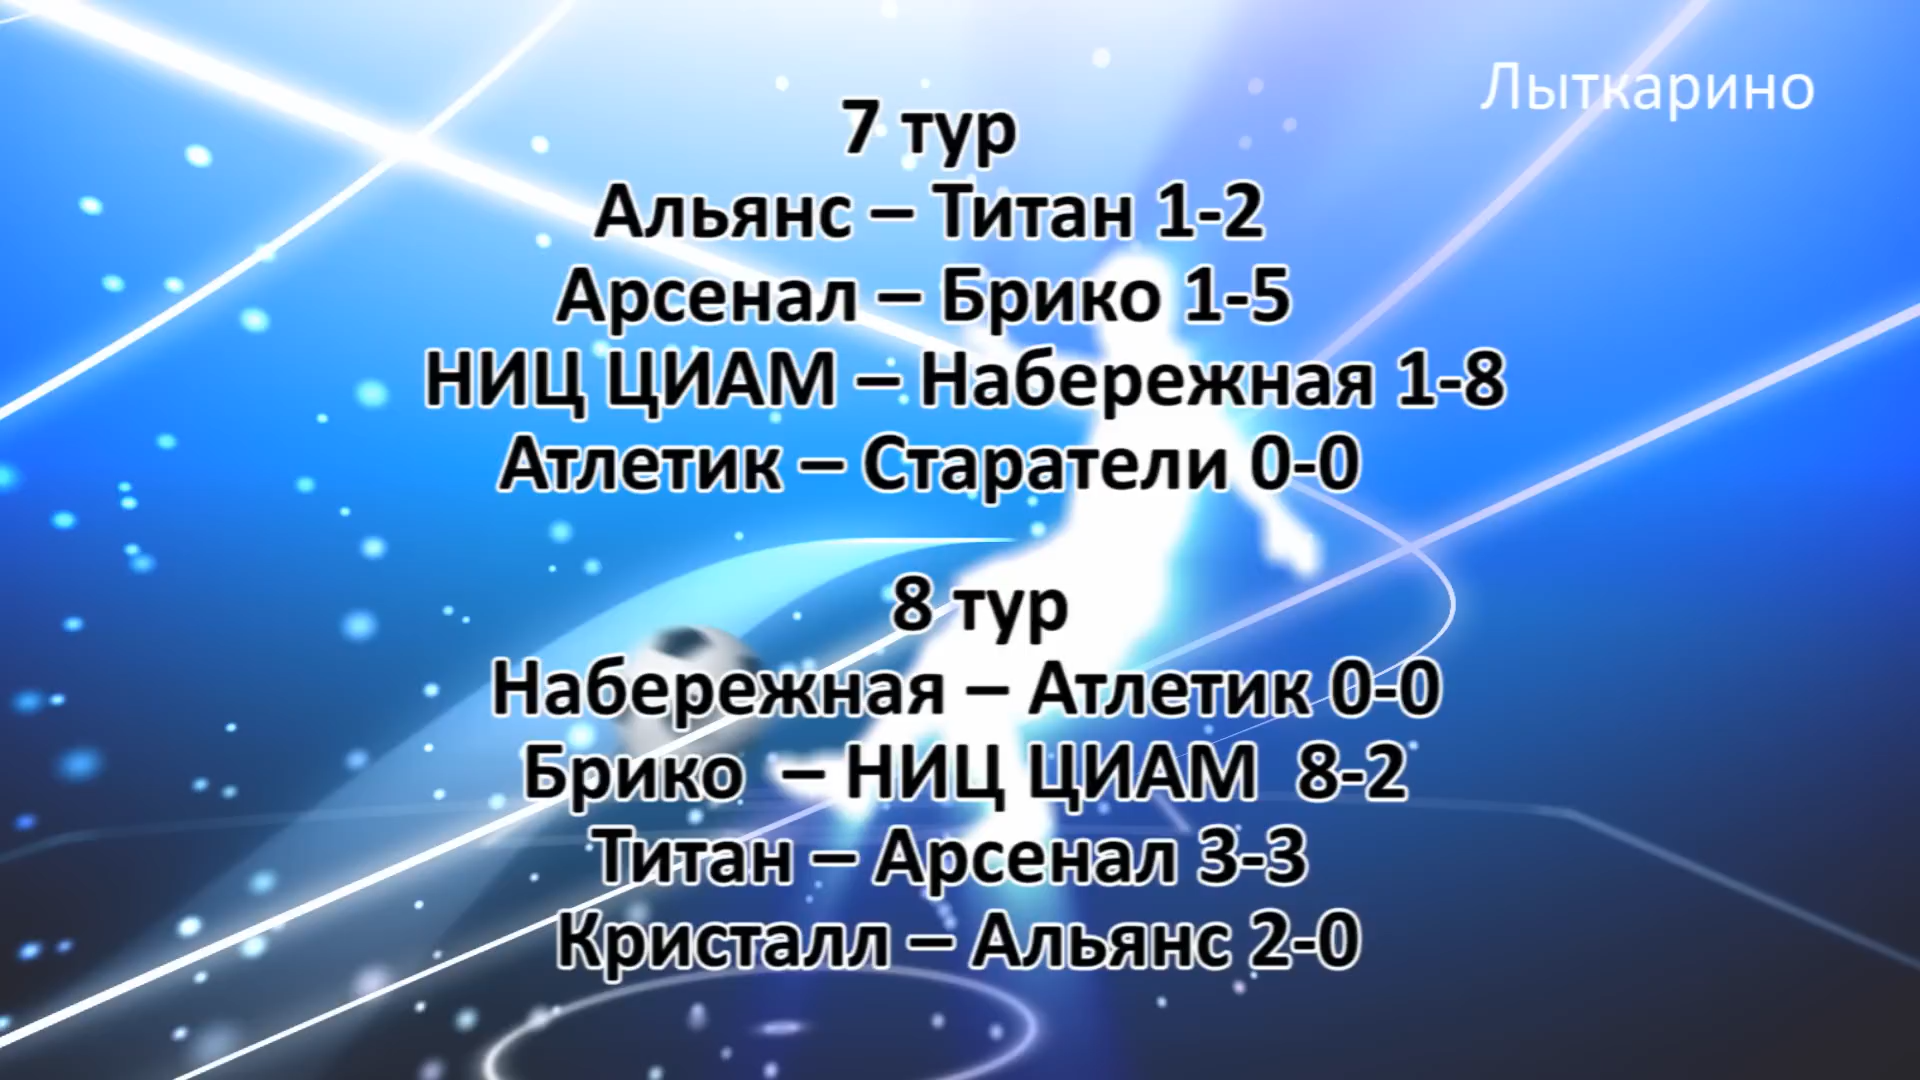 Лыткарино
7 тур
Альянс – Титан 1-2
Арсенал – Брико 1-5
НИЦ ЦИАМ – Набережная 1-8
Атлетик – Старатели 0-0
8 тур
Набережная – Атлетик 0-0
Брико – НИЦ ЦИАМ 8-2
Титан – Арсенал 3-3
Кристалл – Альянс 2-0